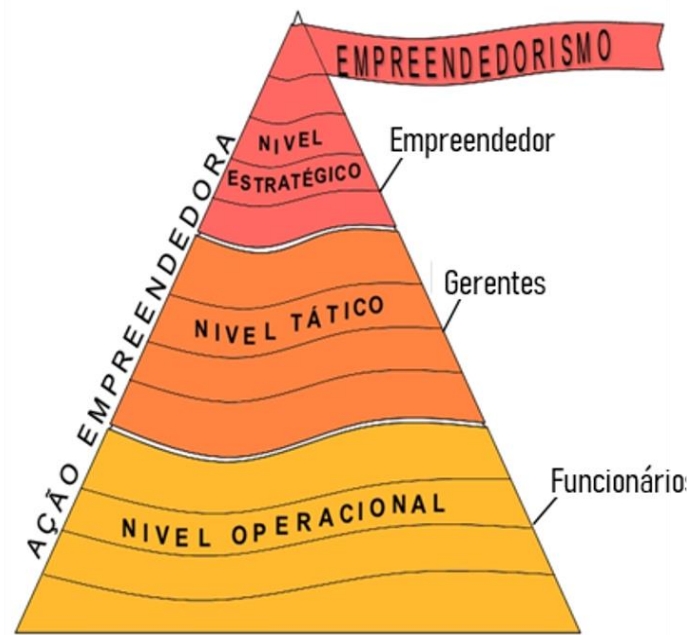 EMPREENDEDORISMO
NIVEL
ESTRATÉGICO
Empreendedor
AÇÃO EMPREENDEDORA
NIVEL TÁTICO
Gerentes
NIVEL OPERACIONAL
Funcionários